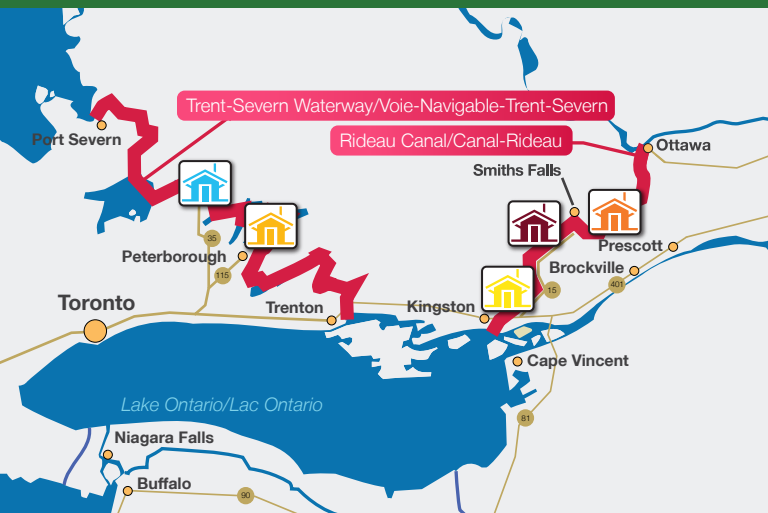 Trent-Severn Waterway/Voie-Navigable-Trent-Severn
Port Severn
Rideau Canal/Canal-Rideau
Ottawa
Smiths Falls
35
Prescott
Peterborough
Brockville
115
15
401
Toronto
Trenton
Kingston
Cape Vincent
Lake Ontario/Lac Ontario
81
Niagara Falls
Buffalo
90